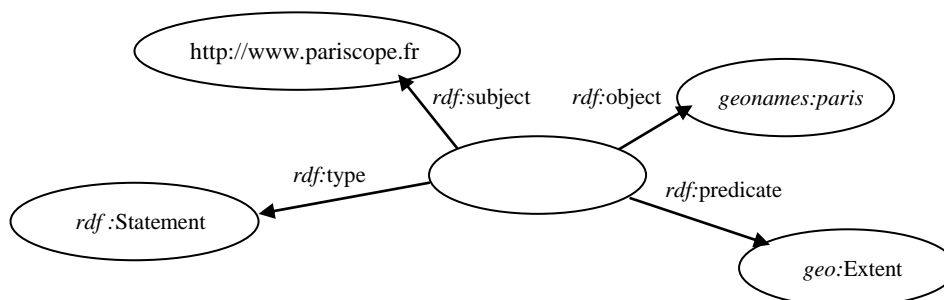 http://www.pariscope.fr
rdf:subject
rdf:object
geonames:paris
rdf:type
rdf:predicate
rdf :Statement
geo:Extent